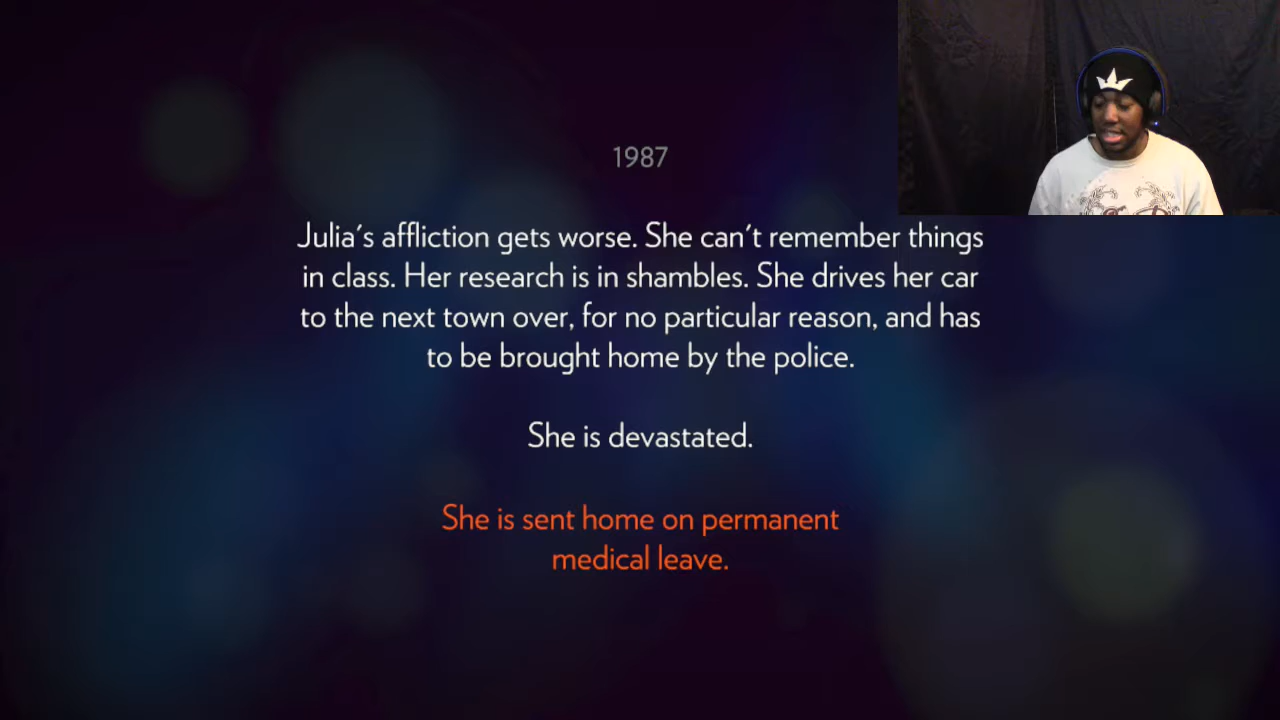 1987
Julia's affliction gets worse. She can't remember things
in class. Her research is in shambles. She drives her car
to the next town over, for no particular reason, and has
to be brought home by the police.
She is devastated.
She is sent home on permanent
medical leave.